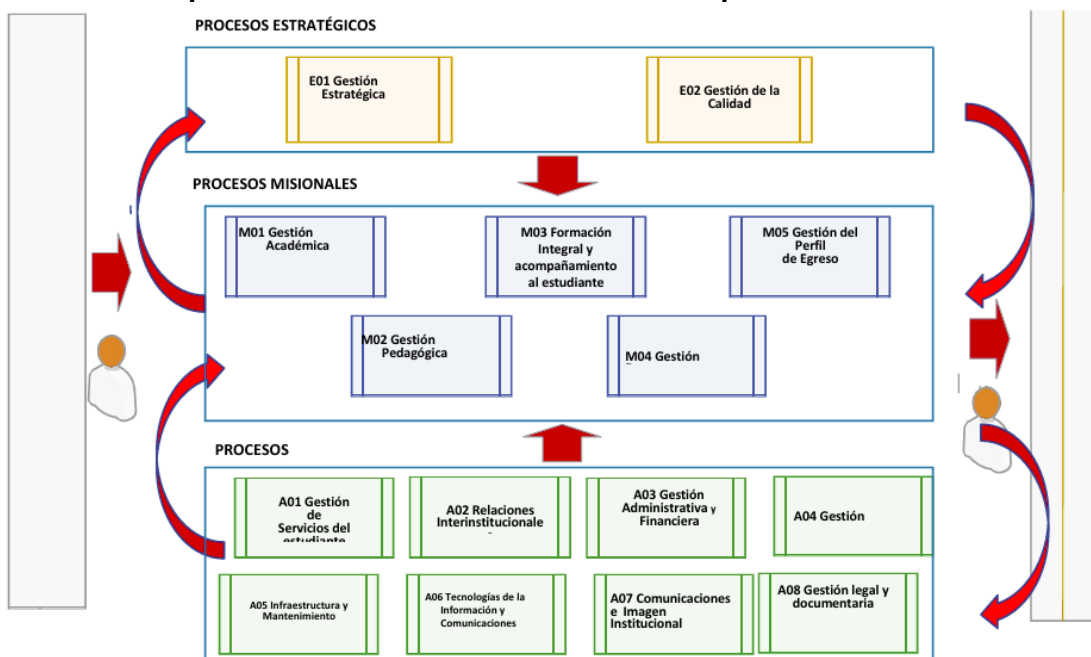 PROCESOS ESTRATÉGICOS
E01 Gestión
Estratégica
E02 Gestión de la
Calidad
PROCESOS MISIONALES
M01 Gestión
Académica
M03 Formación
Integral y
acompañamiento
al estudiante
M05 Gestión del
Perfil
de Egreso
M02 Gestión
Pedagógica
M04 Gestión
PROCESOS
A01 Gestión
de
Servicios del
estudiante
A02 Relaciones
Interinstitucionale
A03 Gestión
Administrativa y
Financiera
A04 Gestión
A05 Infraestructura y
Mantenimiento
A06 Tecnologías de la
Información y
Comunicaciones
A07 Comunicaciones
e Imagen
Institucional
A08 Gestión legal y
documentaria